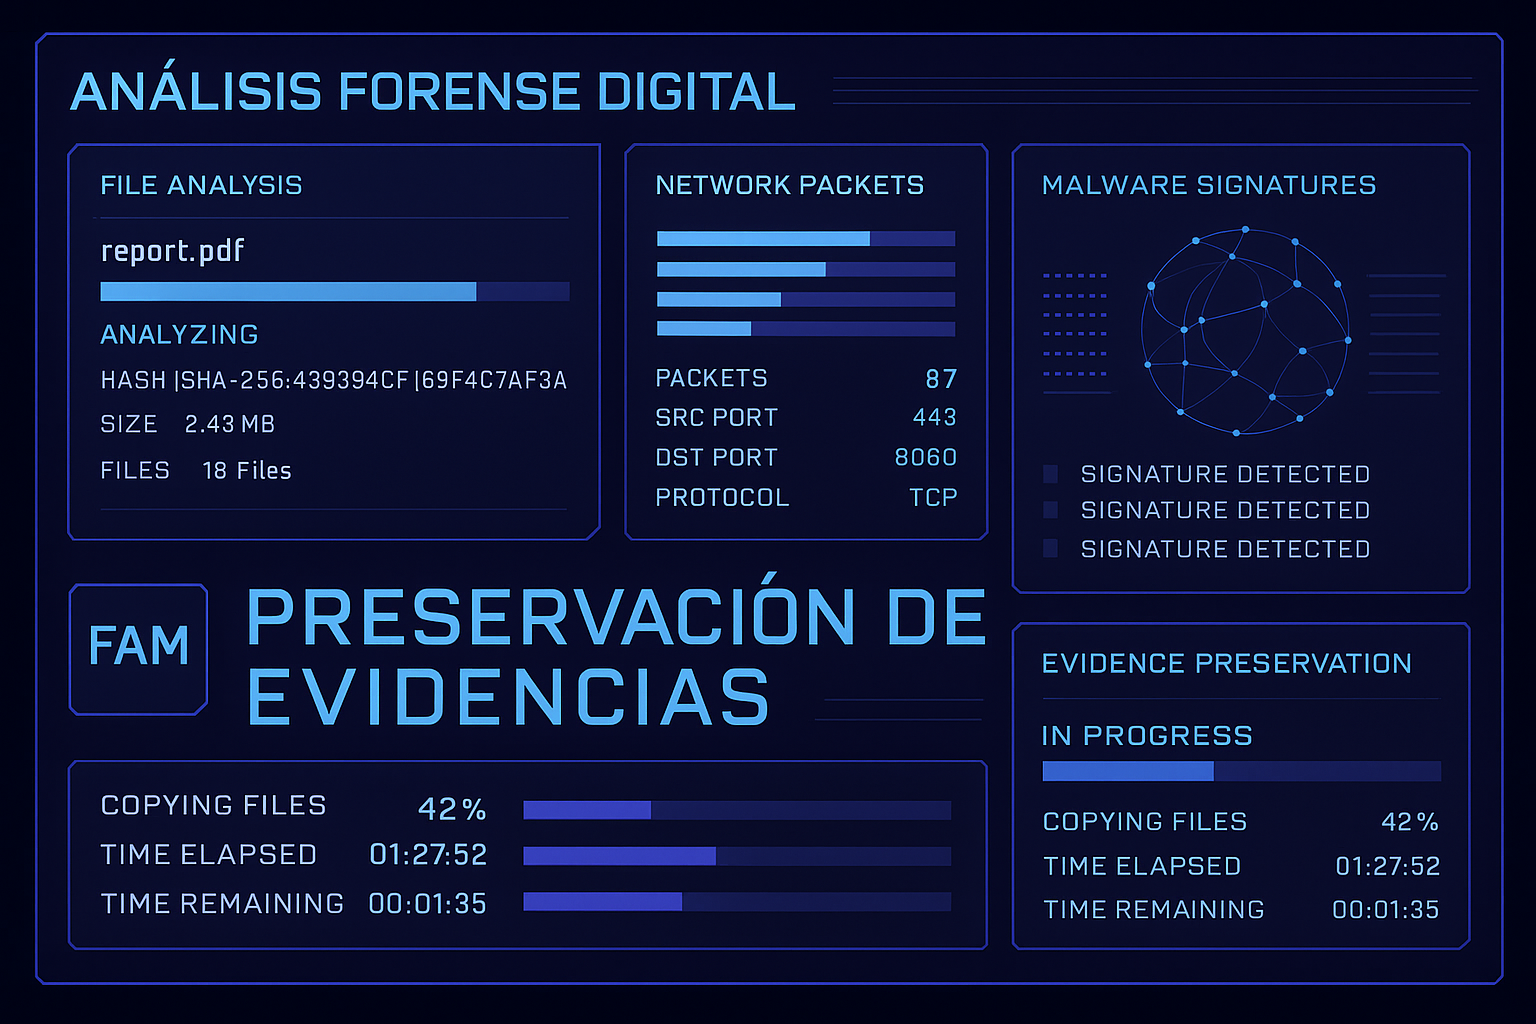 ANÁLISIS FORENSE DIGITAL
FILE ANALYSIS
report.pdf
ANALYZING
HASH |SHA-256:439394CF|69F4C7AF3A
SIZE 2.43 MB
FILES 18 Files
NETWORK PACKETS
PACKETS 87
SRC PORT 443
DST PORT 8060
PROTOCOL TCP
MALWARE SIGNATURES
SIGNATURE DETECTED
SIGNATURE DETECTED
SIGNATURE DETECTED
FAM
PRESERVACIÓN DE
EVIDENCIAS
COPYING FILES 42%
TIME ELAPSED 01:27:52
TIME REMAINING 00:01:35
EVIDENCE PRESERVATION
IN PROGRESS
COPYING FILES 42%
TIME ELAPSED 01:27:52
TIME REMAINING 00:01:35